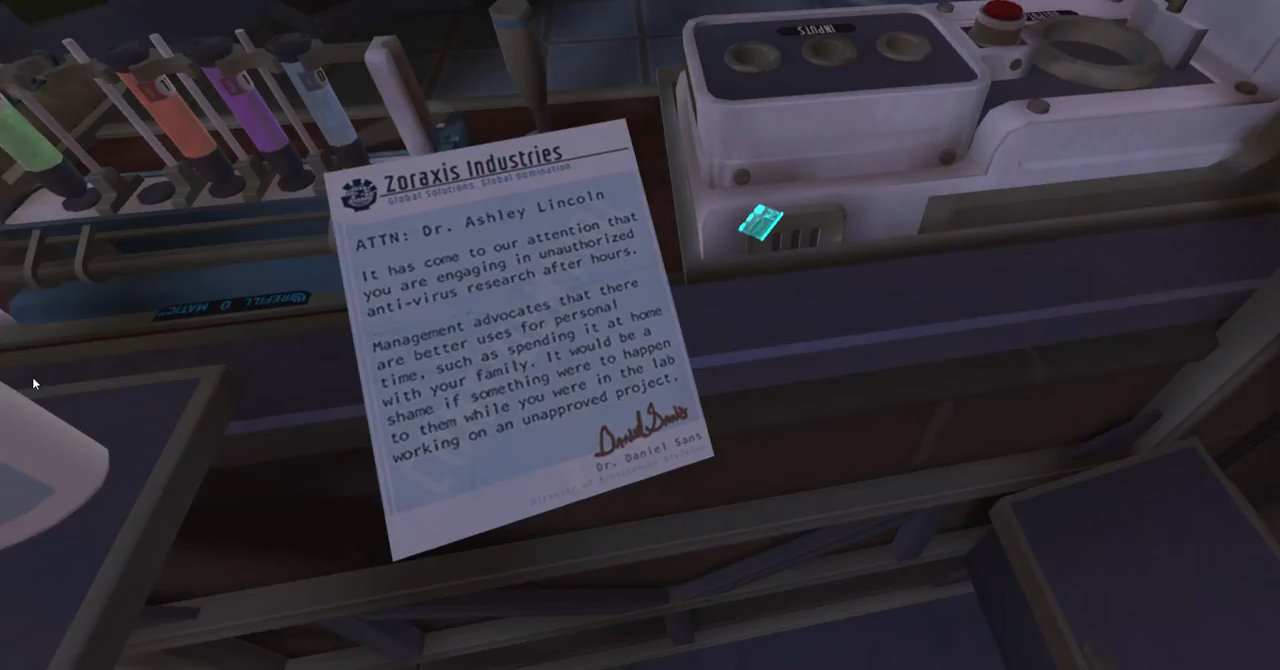 INPUTS
Zoraxis Industries
Global Solutions. Global Domination.
ATTN: Dr. Ashley Lincoln
It has come to our attention that
you are engaging in unauthorized
anti-virus research after hours.
Management advocates that there
are better uses for personal
time, such as spending it at home
with your family. It would be a
shame if something were to happen
to them while you were in the lab
working on an unapproved project.
Daniel Sans
Dr. Daniel Sans
REFILL O MATIC